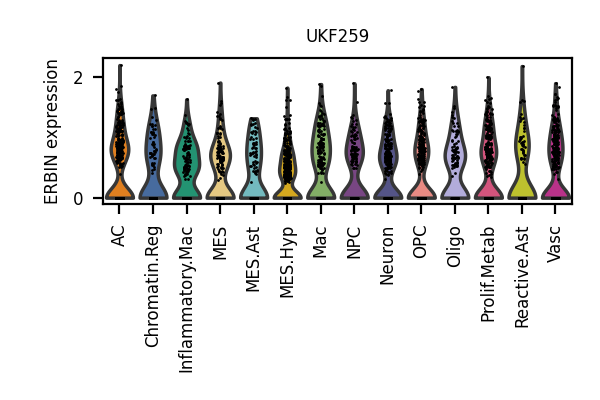 UKF259
ERBIN expression
2
0
AC
Chromatin.Reg
Inflammatory.Mac
MES
MES.Ast
MES.Hyp
Mac
NPC
Neuron
OPC
Oligo
Prolif.Metab
Reactive.Ast
Vasc